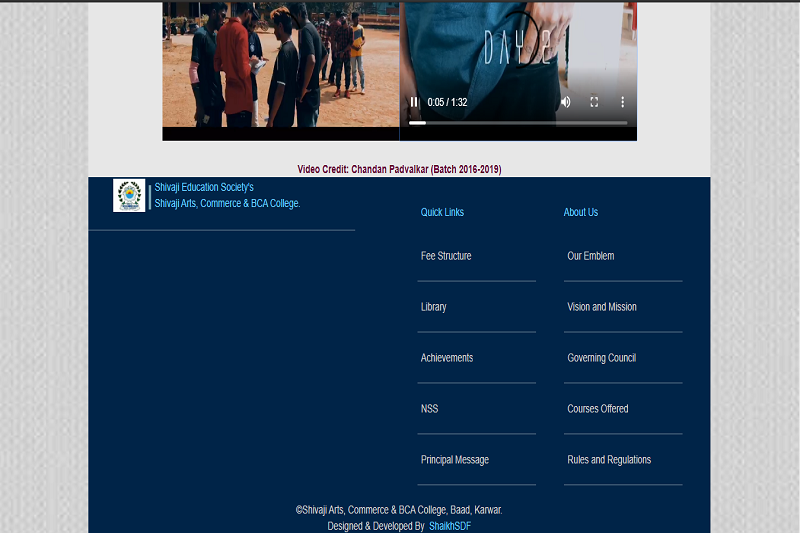 DAY 2
0:05 / 1:32
Video Credit: Chandan Padvalkar (Batch 2016-2019)
Shivaji Education Society's
Shivaji Arts, Commerce & BCA College.
Quick Links
About Us
Fee Structure
Our Emblem
Library
Vision and Mission
Achievements
Governing Council
NSS
Courses Offered
Principal Message
Rules and Regulations
©Shivaji Arts, Commerce & BCA College, Baad, Karwar.
Designed & Developed By ShaikhSDF